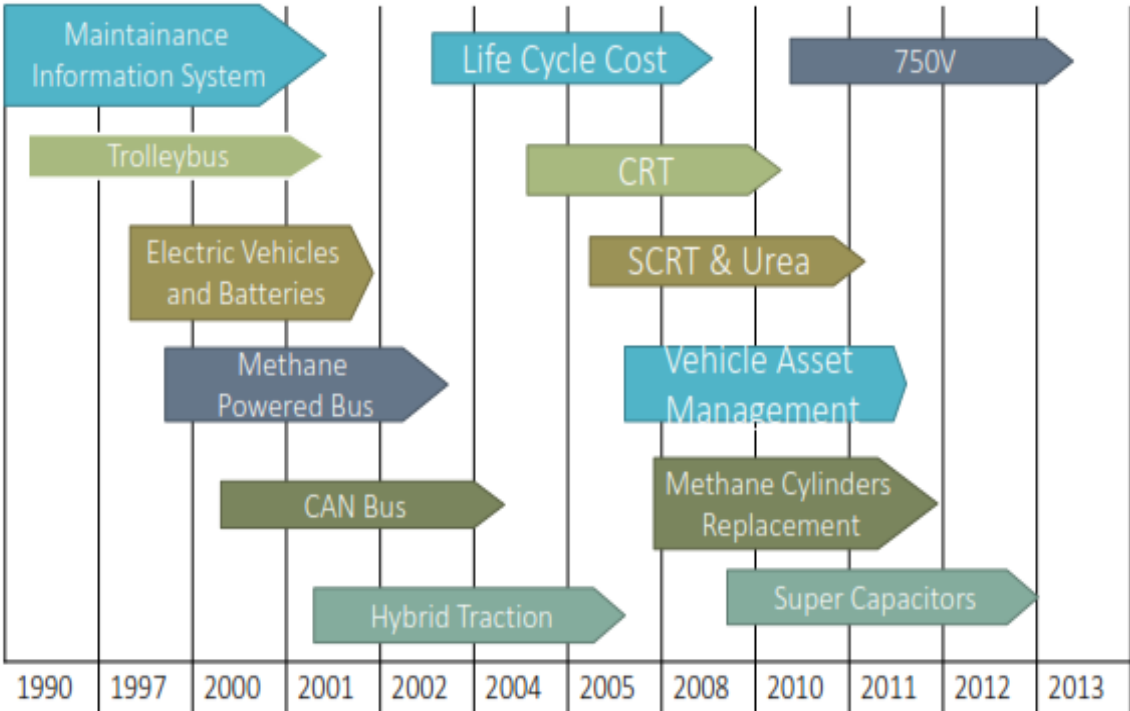 Maintainance
Information System
Life Cycle Cost
750V
Trolleybus
CRT
Electric Vehicles
and Batteries
SCRT & Urea
Methane
Powered Bus
Vehicle Asset
Management
CAN Bus
Methane Cylinders
Replacement
Hybrid Traction
Super Capacitors
1990 1997 2000 2001 2002 2004 2005 2008 2010 2011 2012 2013